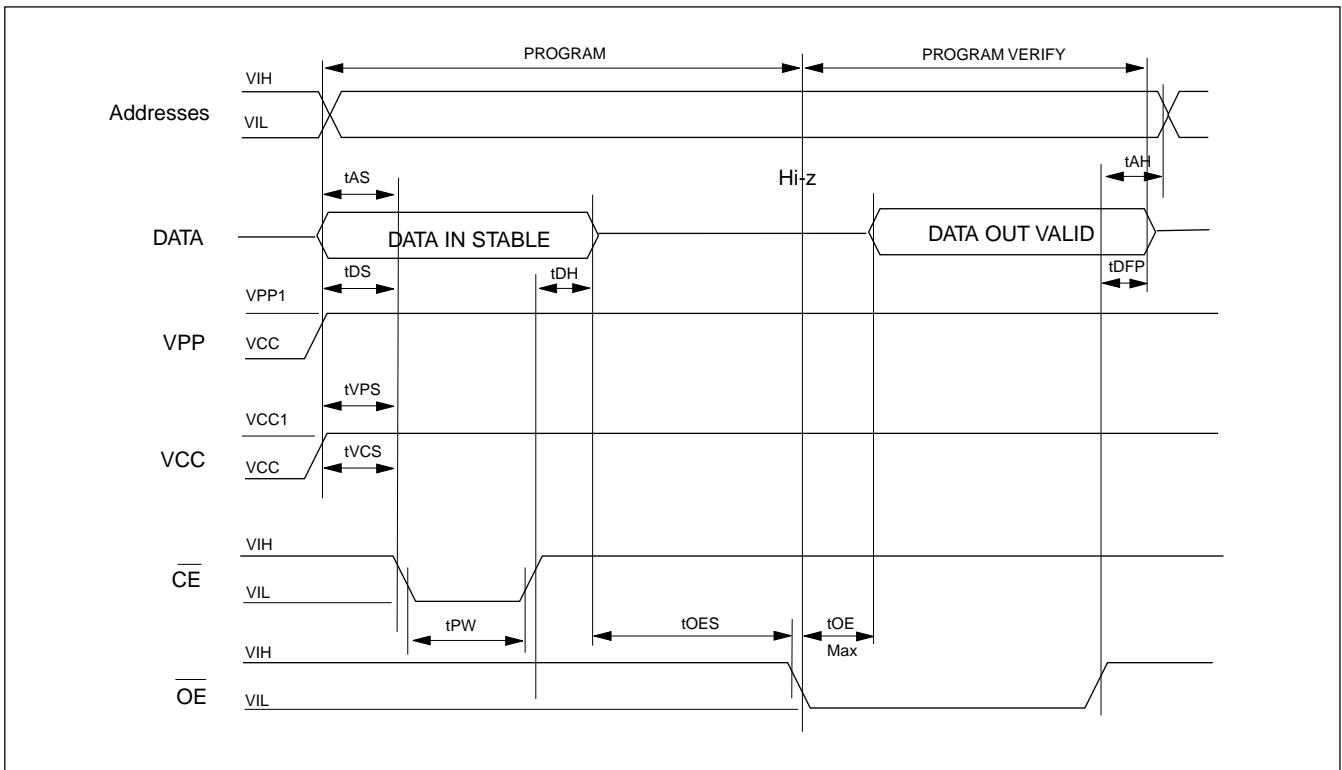 PROGRAM
PROGRAM VERIFY
VIH
Addresses
VIL
tAS
Hi-z
tAH
DATA
DATA IN STABLE
DATA OUT VALID
tDS
tDH
tDFP
VPP1
VPP
VCC
tVPS
VCC1
VCC
VCC
tVCS
VIH
CE
VIL
tPW
tOES
tOE
Max
VIH
OE
VIL